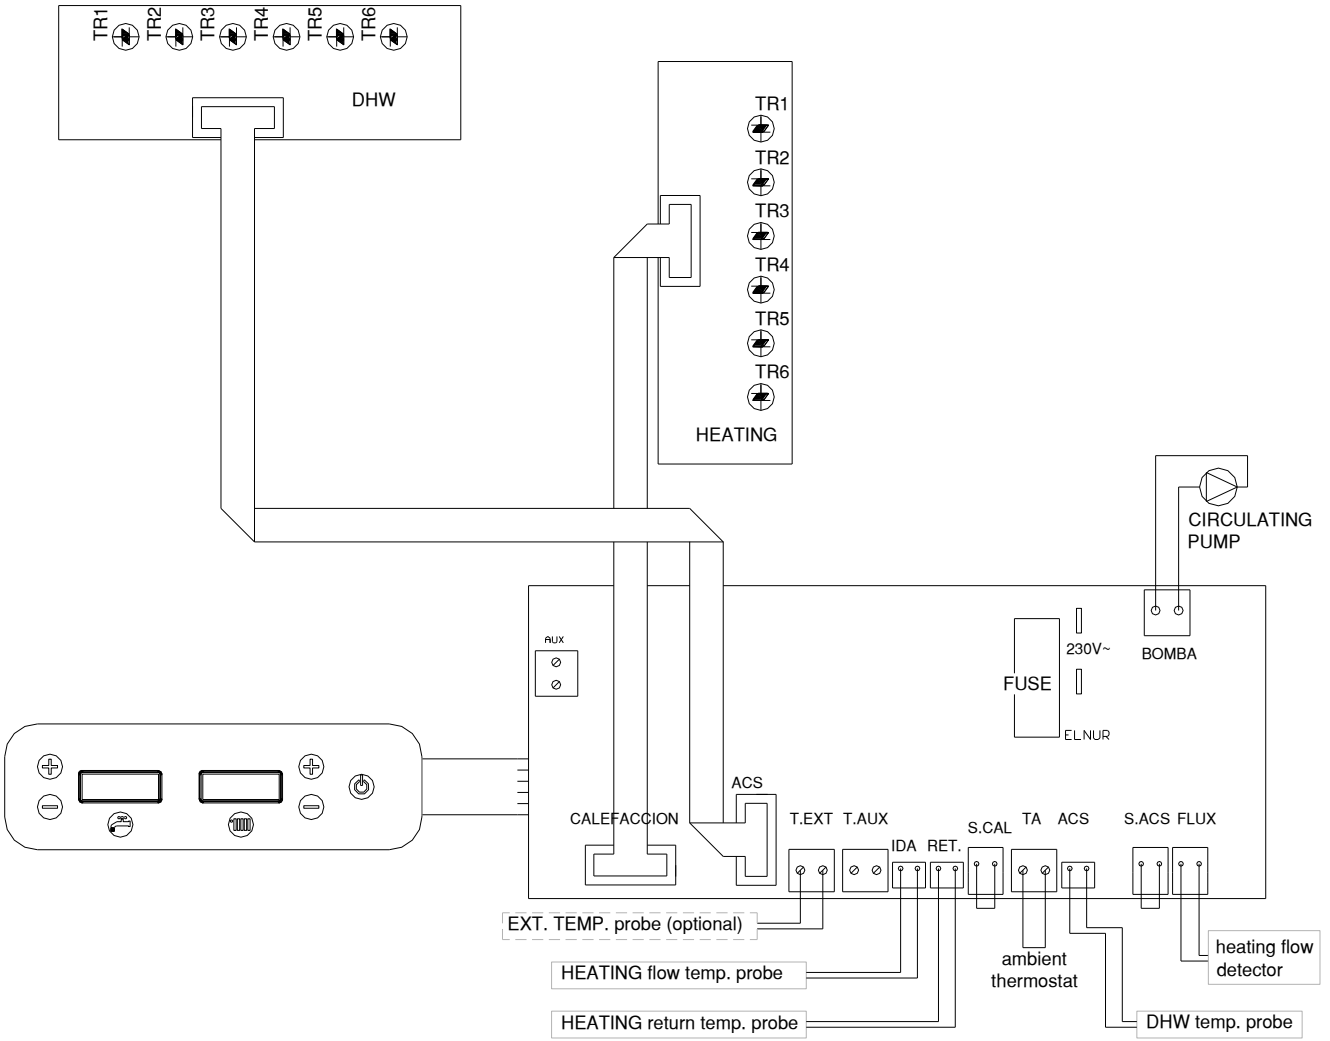 TR1
TR2
TR3
TR4
TR5
TR6
DHW
TR1
TR2
TR3
TR4
TR5
TR6
HEATING
CIRCULATING
PUMP
AUX
230V~
BOMBA
FUSE
ELNUR
ACS
CALEFACCION
T.EXT
T.AUX
IDA
RET.
S.CAL
TA
ACS
S.ACS
FLUX
EXT. TEMP. probe (optional)
HEATING flow temp. probe
HEATING return temp. probe
ambient
thermostat
heating flow
detector
DHW temp. probe